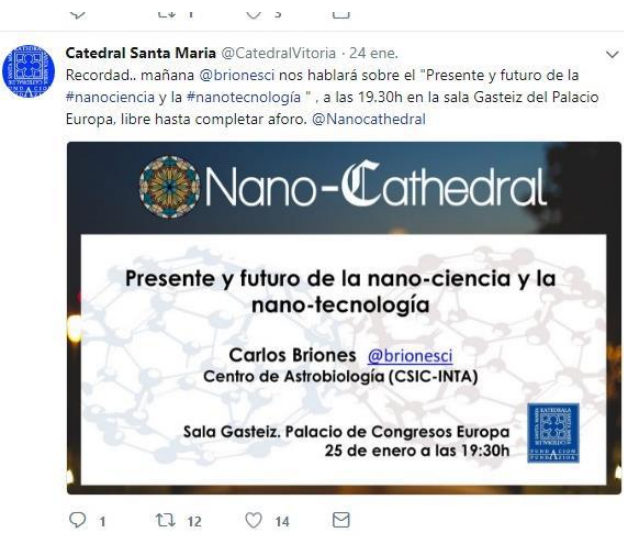 1 3
Catedral Santa Maria @CatedralVitoria · 24 ene.
Recordad.. mañana @brionesci nos hablará sobre el "Presente y futuro de la
#nanociencia y la #nanotecnología " , a las 19.30h en la sala Gasteiz del Palacio
Europa, libre hasta completar aforo. @Nanocathedral
Nano-Cathedral
Presente y futuro de la nano-ciencia y la
nano-tecnología
Carlos Briones @brionesci
Centro de Astrobiología (CSIC-INTA)
Sala Gasteiz. Palacio de Congresos Europa
25 de enero a las 19:30h
1 12 14